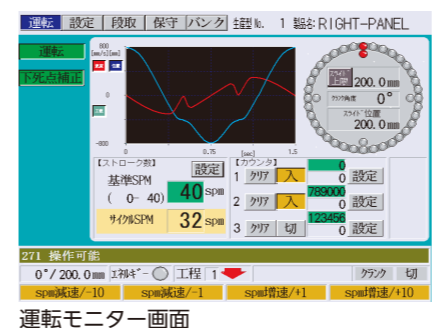 運転 設定 段取 保守 バンク 主型№. 1 製品名:RIGHT-PANEL
運転
下死点補正
800
[mm/s][mm]
0
-800
0 0.75 [sec] 1.5
スライド上限 200.0mm
クランク角度 0°
スライド位置
200.0mm
【ストローク数】 設定
基準SPM
( 0- 40) 40 spm
サイクルSPM 32 spm
【カウンタ】
1 クリア 入 0 0 設定
2 クリア 入 789000 0 設定
3 クリア 切 123456 0 設定
271 操作可能
0°/200.0mm エネルギー 工程 1 クランク 切
spm減速/-10 spm減速/-1 spm増速/+1 spm増速/+10
運転モニター画面